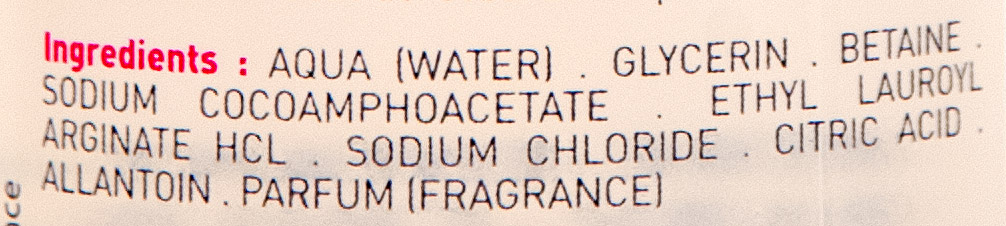 Ingredients : AQUA (WATER) . GLYCERIN . BETAINE .
SODIUM COCOAMPHOACETATE . ETHYL LAUROYL
ARGINATE HCL . SODIUM CHLORIDE . CITRIC ACID .
ALLANTOIN . PARFUM (FRAGRANCE)